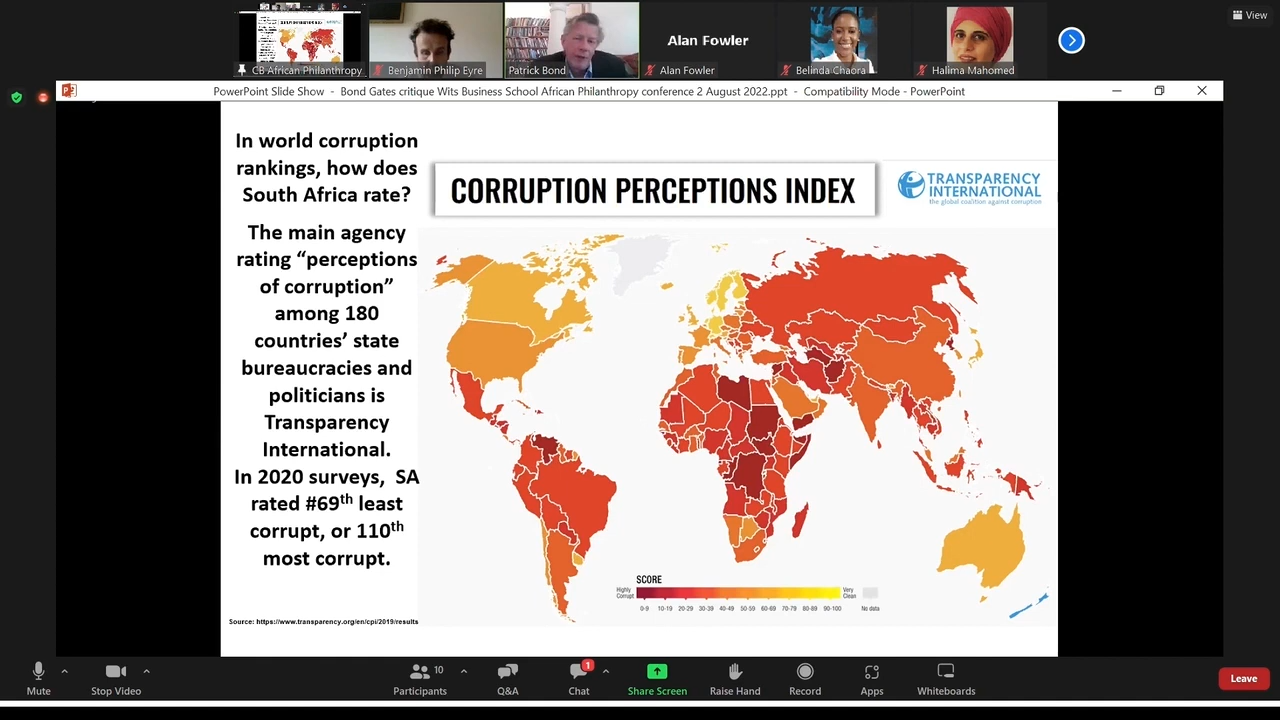 CB African Philanthropy
Benjamin Philip Eyre
Patrick Bond
Alan Fowler
Alan Fowler
Belinda Chaora
Halima Mahomed
View
PowerPoint Slide Show - Bond Gates critique Wits Business School African Philanthropy conference 2 August 2022.ppt - Compatibility Mode - PowerPoint
In world corruption
rankings, how does
South Africa rate?
The main agency
rating “perceptions
of corruption”
among 180
countries’ state
bureaucracies and
politicians is
Transparency
International.
In 2020 surveys, SA
rated #69th least
corrupt, or 110th
most corrupt.
Source: https://www.transparency.org/en/cpi/2019/results
CORRUPTION PERCEPTIONS INDEX
TRANSPARENCY
INTERNATIONAL
the global coalition against corruption
SCORE
Highly
Corrupt
0-9 10-19 20-29 30-39 40-49 50-59 60-69 70-79 80-89 90-100
Very
Clean
No data
Mute
Stop Video
10
Participants
Q&A
1
Chat
Share Screen
Raise Hand
Record
Apps
Whiteboards
Leave